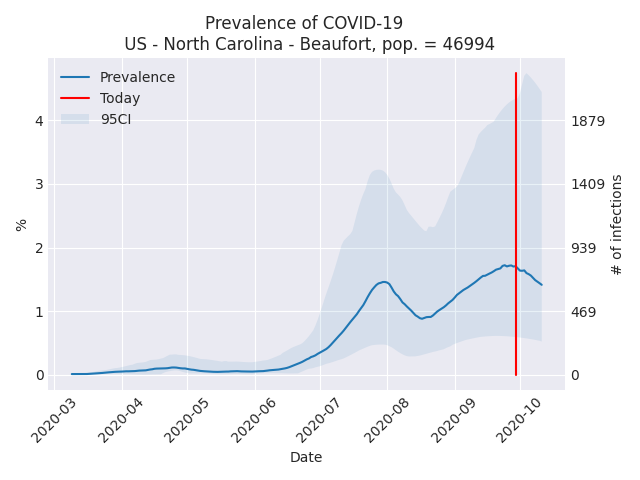 Prevalence of COVID-19
US - North Carolina - Beaufort, pop. = 46994
Prevalence
Today
95CI
4
3
2
1
0
%
1879
1409
939
469
0
# of infections
2020-03
2020-04
2020-05
2020-06
2020-07
2020-08
2020-09
2020-10
Date